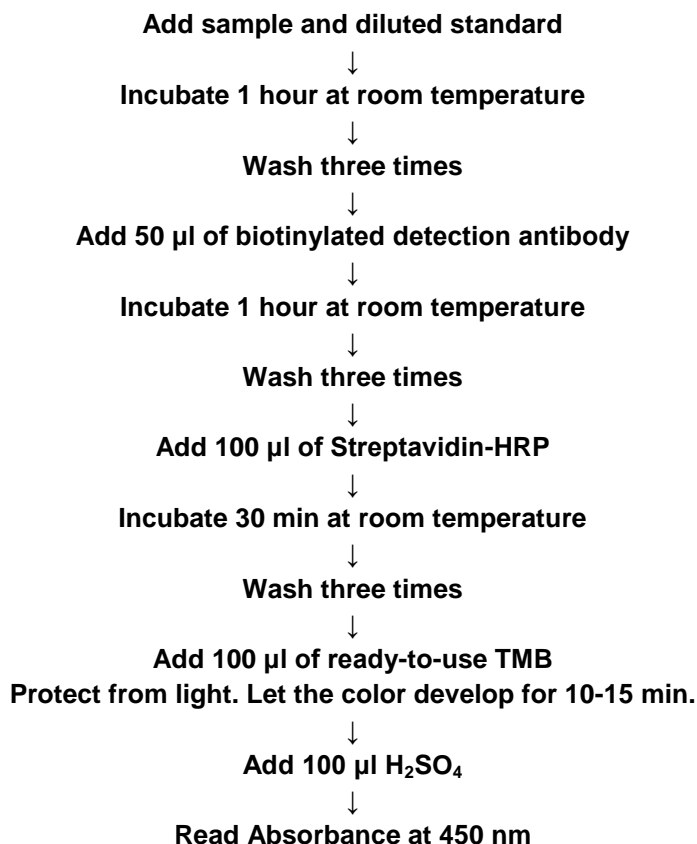 Add sample and diluted standard
↓
Incubate 1 hour at room temperature
↓
Wash three times
↓
Add 50 µl of biotinylated detection antibody
↓
Incubate 1 hour at room temperature
↓
Wash three times
↓
Add 100 µl of Streptavidin-HRP
↓
Incubate 30 min at room temperature
↓
Wash three times
↓
Add 100 µl of ready-to-use TMB
Protect from light. Let the color develop for 10-15 min.
↓
Add 100 µl H₂SO₄
↓
Read Absorbance at 450 nm